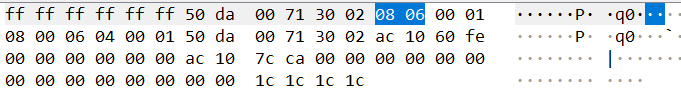 ff ff ff ff ff ff 50 da 00 71 30 02 08 06 00 01 ······P· ·q0···
08 00 06 04 00 01 50 da 00 71 30 02 ac 10 60 fe ······P· ·q0···`·
00 00 00 00 00 00 ac 10 7c ca 00 00 00 00 00 00 ········ |·······
00 00 00 00 00 00 00 00 1c 1c 1c 1c ········ ····